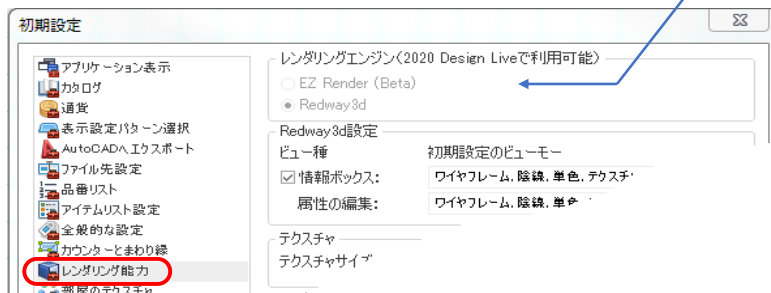 初期設定
アプリケーション表示
カタログ
通貨
表示設定パターン選択
AutoCADへエクスポート
ファイル先設定
品番リスト
アイテムリスト設定
全般的な設定
カウンターとまわり縁
レンダリング能力
部屋のテクスチャ
レンダリングエンジン(2020 Design Liveで利用可能)
EZ Render (Beta)
Redway3d
Redway3d設定
ビュー種 初期設定のビューモー
情報ボックス: ワイヤフレーム, 陰線, 単色, テクスチ
属性の編集: ワイヤフレーム, 陰線, 単
テクスチャ
テクスチャサイズ